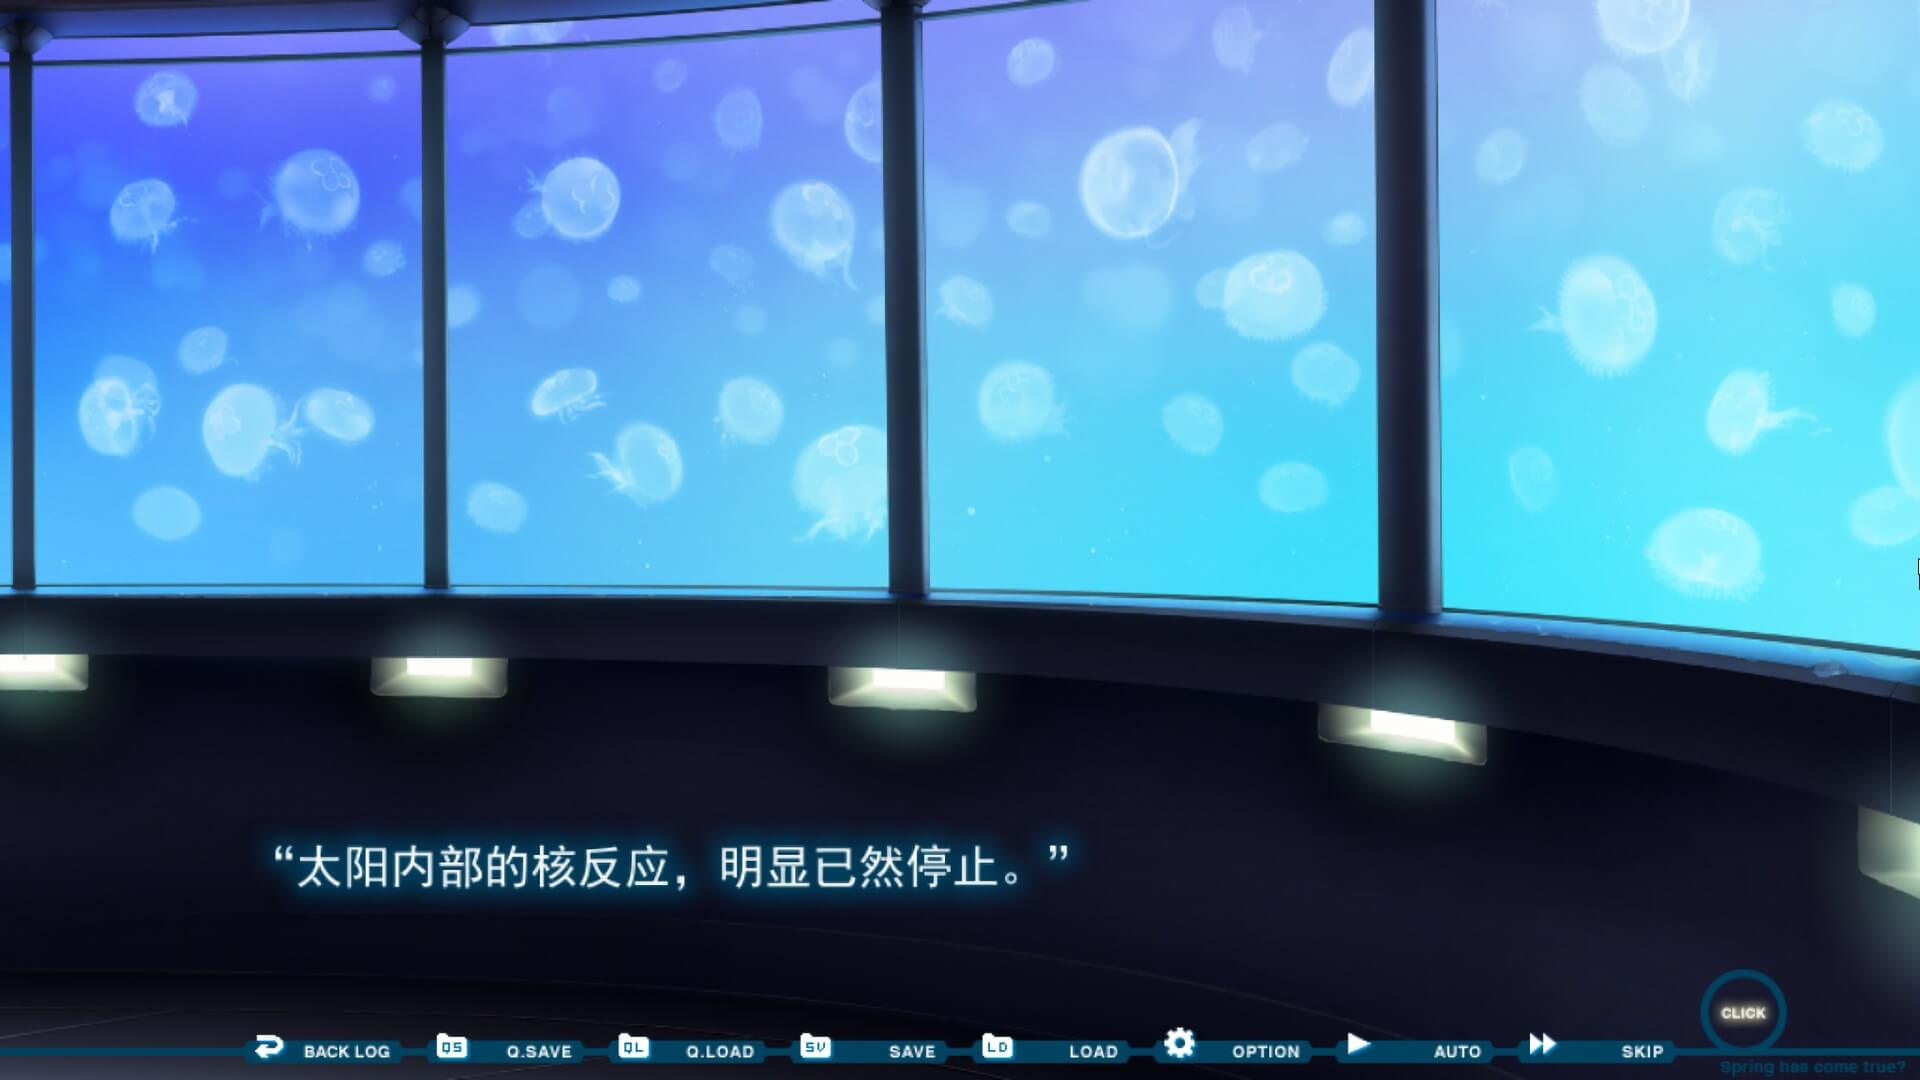 “太阳内部的核反应，明显已然停止。”
CLICK
QS QL SV LD
BACK LOG Q.SAVE Q.LOAD SAVE LOAD OPTION AUTO SKIP
Spring has come true?